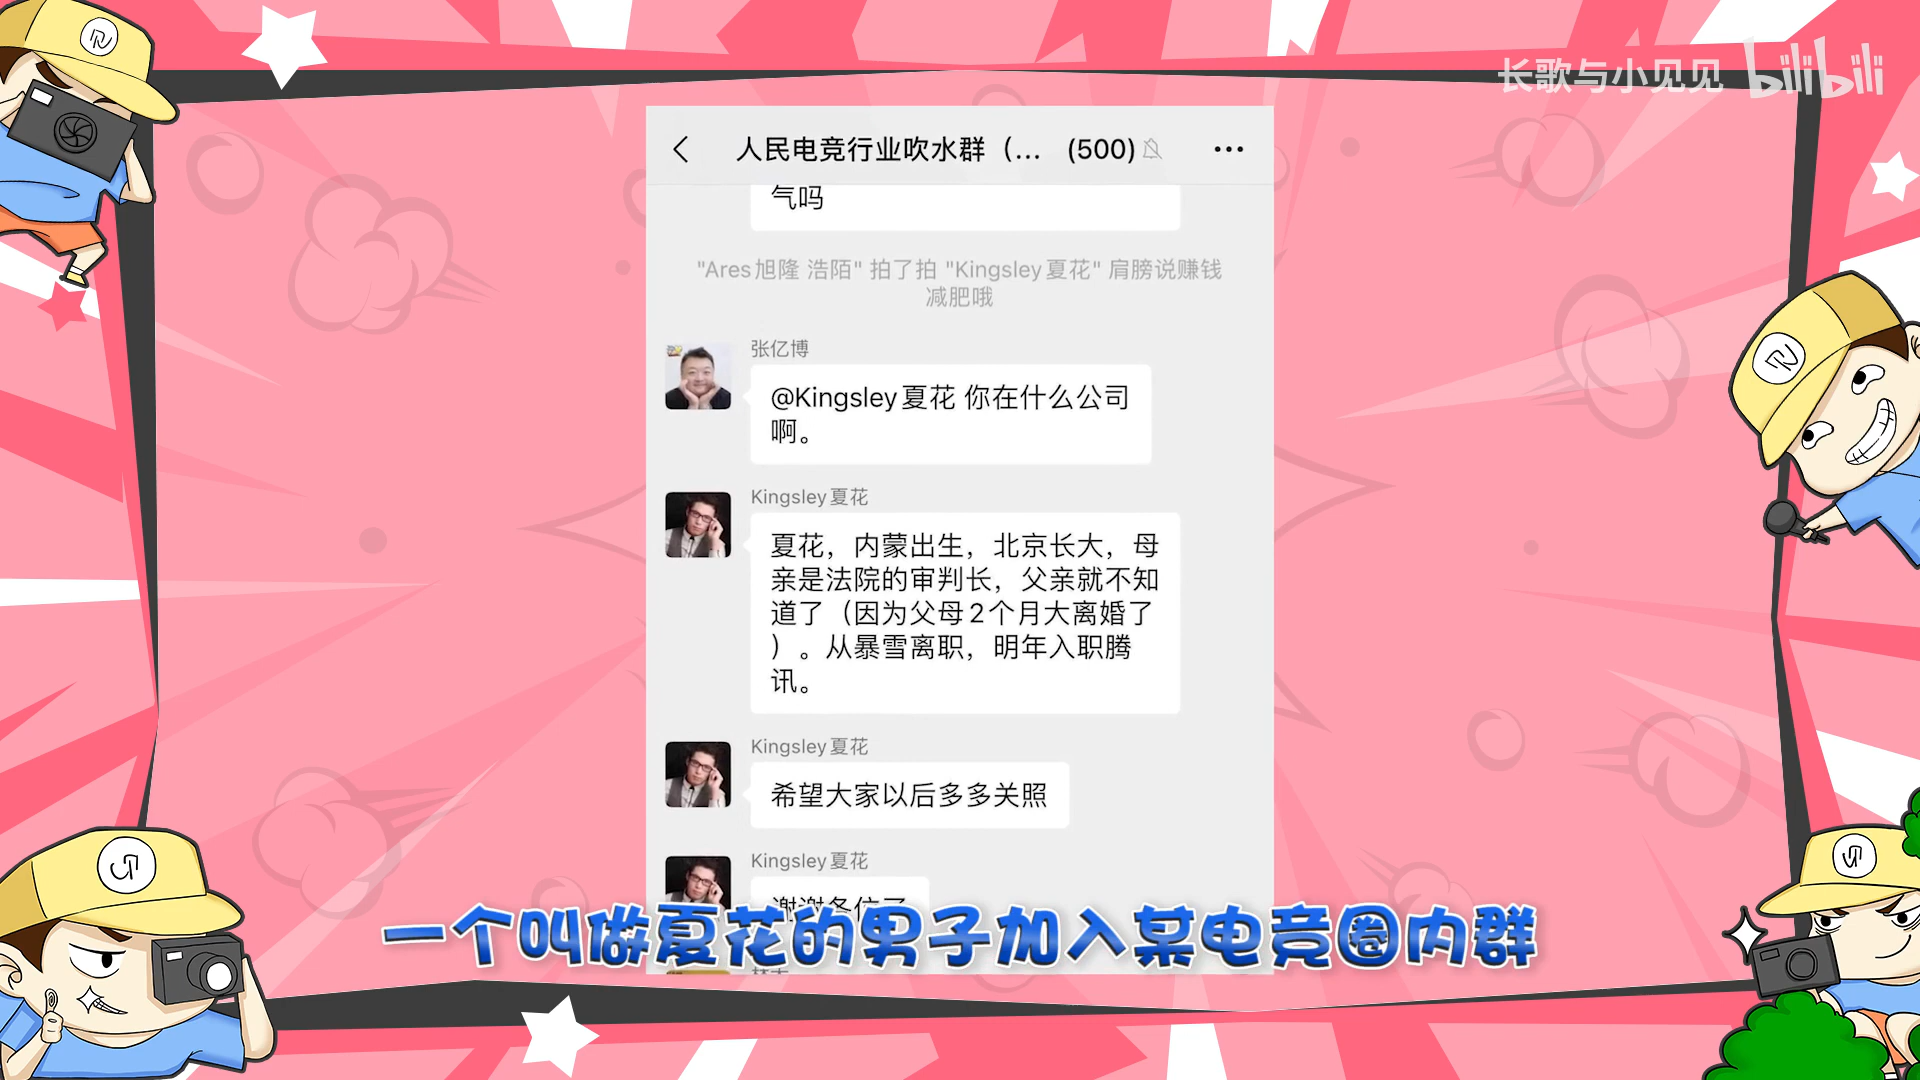 长歌与小见见 bilibili
人民电竞行业吹水群（... (500)
气吗
"Ares旭隆 浩陌" 拍了拍 "Kingsley夏花" 肩膀说赚钱
减肥哦
张亿博
@Kingsley夏花 你在什么公司
啊。
Kingsley夏花
夏花，内蒙出生，北京长大，母
亲是法院的审判长，父亲就不知
道了（因为父母2个月大离婚了
）。从暴雪离职，明年入职腾
讯。
Kingsley夏花
希望大家以后多多关照
Kingsley夏花
谢谢各位了
一个叫做夏花的男子加入某电竞圈内群